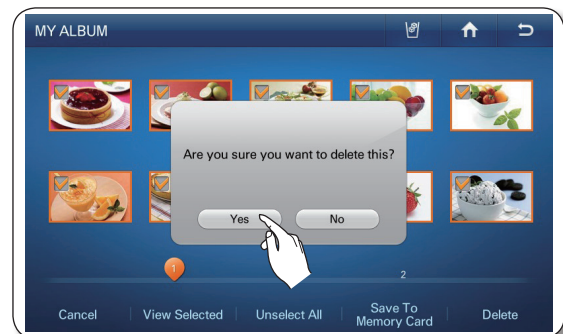 MY ALBUM
Are you sure you want to delete this?
Yes No
1 2
Cancel View Selected Unselect All Save To Memory Card Delete